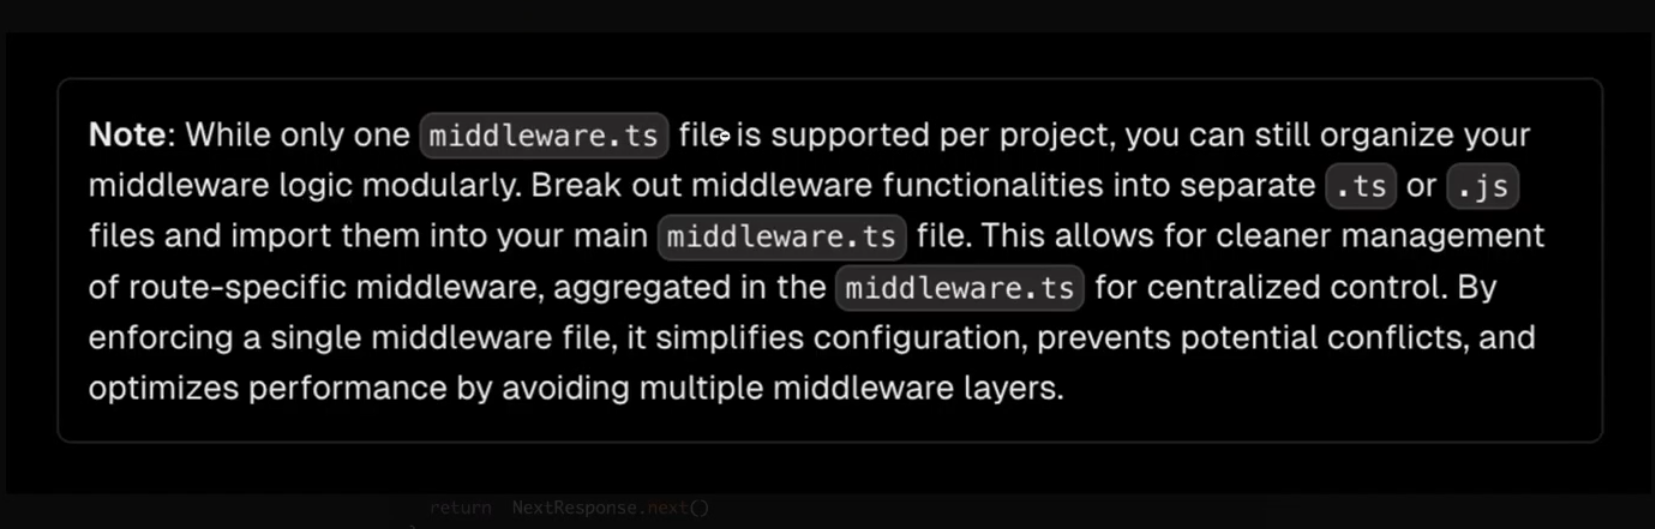 Note: While only one middleware.ts file is supported per project, you can still organize your
middleware logic modularly. Break out middleware functionalities into separate .ts or .js
files and import them into your main middleware.ts file. This allows for cleaner management
of route-specific middleware, aggregated in the middleware.ts for centralized control. By
enforcing a single middleware file, it simplifies configuration, prevents potential conflicts, and
optimizes performance by avoiding multiple middleware layers.
return NextResponse.next()